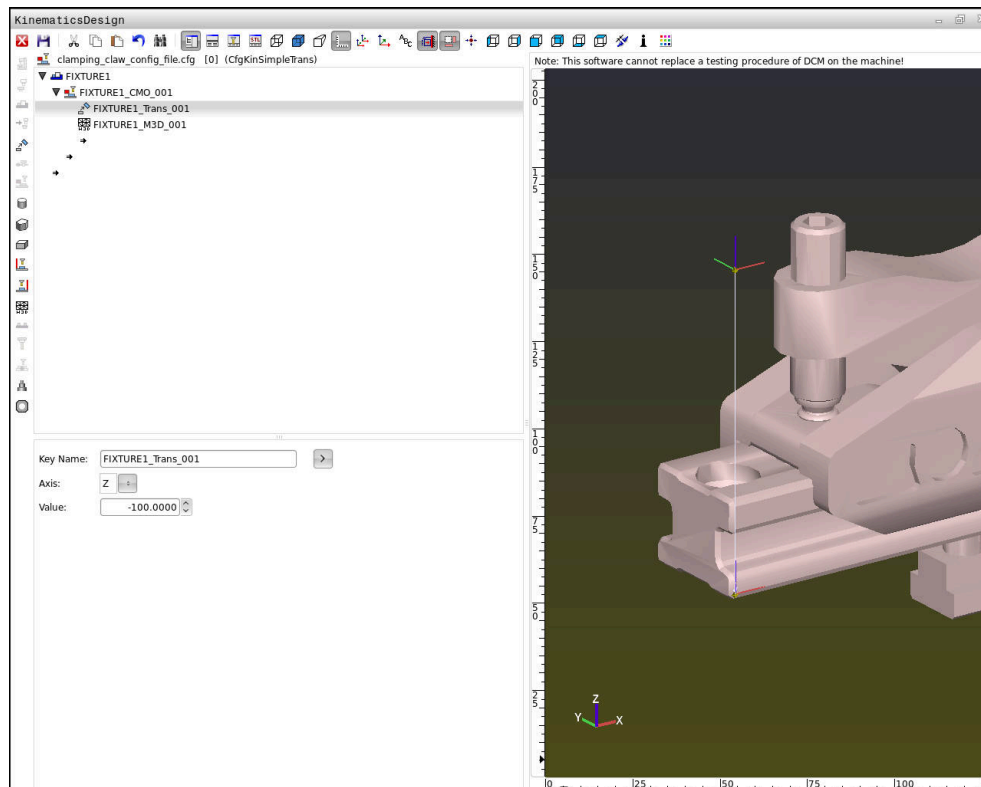 KinematicsDesign
clamping_claw_config_file.cfg [0] (CfgKinSimpleTrans)
Note: This software cannot replace a testing procedure of DCM on the machine!
FIXTURE1
FIXTURE1_CMO_001
FIXTURE1_Trans_001
FIXTURE1_M3D_001
Key Name: FIXTURE1_Trans_001 >
Axis: Z
Value: -100.0000
200
175
150
125
100
75
50
25
Z
Y X
0 25 50 75 100